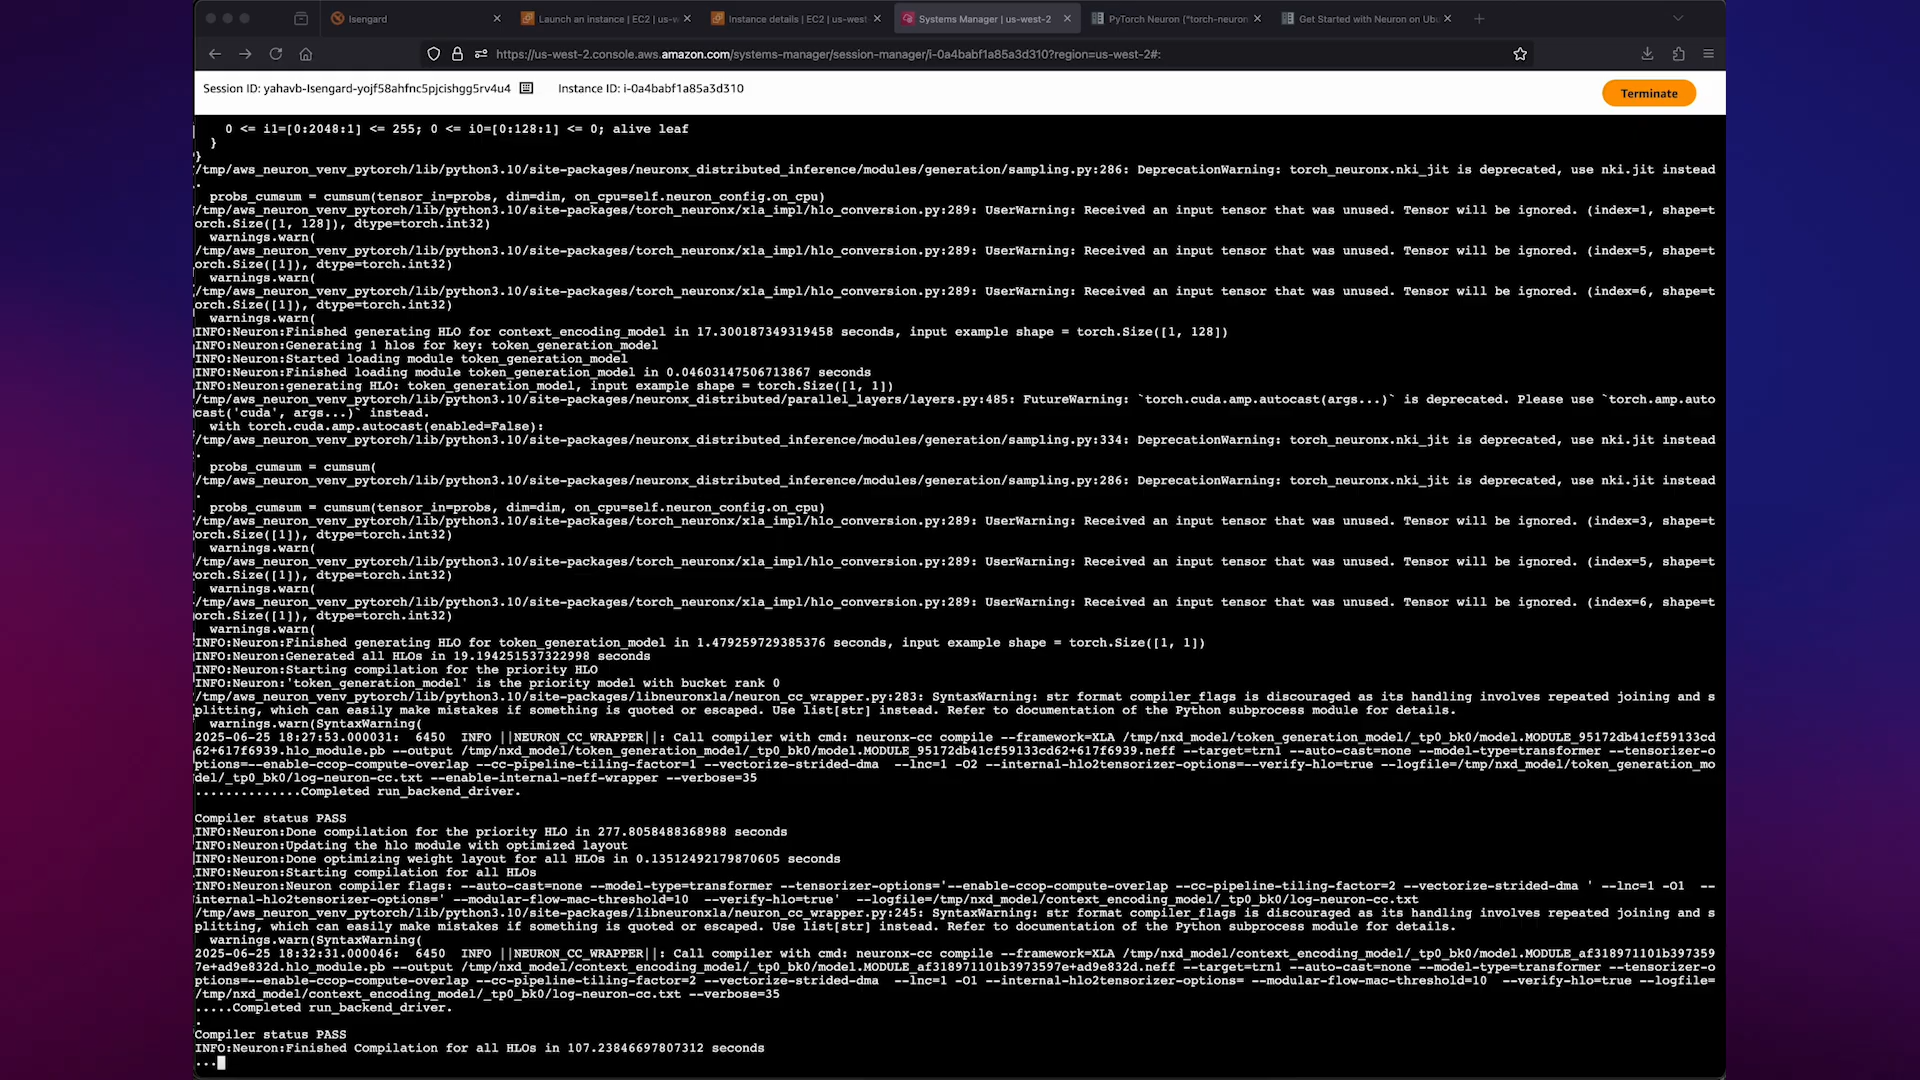 Isengard
Launch an instance | EC2 | us-w
Instance details | EC2 | us-west
Systems Manager | us-west-2
PyTorch Neuron ("torch-neuron
Get Started with Neuron on Ubu
https://us-west-2.console.aws.amazon.com/systems-manager/session-manager/i-0a4babf1a85a3d310?region=us-west-2#:
Session ID: yahavb-Isengard-yojf58ahfnc5pjcishgg5rv4u4
Instance ID: i-0a4babf1a85a3d310
Terminate
0 <= i1=[0:2048:1] <= 255; 0 <= i0=[0:128:1] <= 0; alive leaf
}
}
/tmp/aws_neuron_venv_pytorch/lib/python3.10/site-packages/neuronx_distributed_inference/modules/generation/sampling.py:286: DeprecationWarning: torch_neuronx.nki_jit is deprecated, use nki.jit instead
.
probs_cumsum = cumsum(tensor_in=probs, dim=dim, on_cpu=self.neuron_config.on_cpu)
/tmp/aws_neuron_venv_pytorch/lib/python3.10/site-packages/torch_neuronx/xla_impl/hlo_conversion.py:289: UserWarning: Received an input tensor that was unused. Tensor will be ignored. (index=1, shape=t
orch.Size([1, 128]), dtype=torch.int32)
warnings.warn(
/tmp/aws_neuron_venv_pytorch/lib/python3.10/site-packages/torch_neuronx/xla_impl/hlo_conversion.py:289: UserWarning: Received an input tensor that was unused. Tensor will be ignored. (index=5, shape=t
orch.Size([1]), dtype=torch.int32)
warnings.warn(
/tmp/aws_neuron_venv_pytorch/lib/python3.10/site-packages/torch_neuronx/xla_impl/hlo_conversion.py:289: UserWarning: Received an input tensor that was unused. Tensor will be ignored. (index=6, shape=t
orch.Size([1]), dtype=torch.int32)
warnings.warn(
INFO:Neuron:Finished generating HLO for context_encoding_model in 17.300187349319458 seconds, input example shape = torch.Size([1, 128])
INFO:Neuron:Generating 1 hlos for key: token_generation_model
INFO:Neuron:Started loading module token_generation_model
INFO:Neuron:Finished loading module token_generation_model in 0.04603147506713867 seconds
INFO:Neuron:generating HLO: token_generation_model, input example shape = torch.Size([1, 1])
/tmp/aws_neuron_venv_pytorch/lib/python3.10/site-packages/neuronx_distributed/parallel_layers/layers.py:485: FutureWarning: `torch.cuda.amp.autocast(args...)` is deprecated. Please use `torch.amp.auto
cast('cuda', args...)` instead.
with torch.cuda.amp.autocast(enabled=False):
/tmp/aws_neuron_venv_pytorch/lib/python3.10/site-packages/neuronx_distributed_inference/modules/generation/sampling.py:334: DeprecationWarning: torch_neuronx.nki_jit is deprecated, use nki.jit instead
.
probs_cumsum = cumsum(
/tmp/aws_neuron_venv_pytorch/lib/python3.10/site-packages/neuronx_distributed_inference/modules/generation/sampling.py:286: DeprecationWarning: torch_neuronx.nki_jit is deprecated, use nki.jit instead
.
probs_cumsum = cumsum(tensor_in=probs, dim=dim, on_cpu=self.neuron_config.on_cpu)
/tmp/aws_neuron_venv_pytorch/lib/python3.10/site-packages/torch_neuronx/xla_impl/hlo_conversion.py:289: UserWarning: Received an input tensor that was unused. Tensor will be ignored. (index=3, shape=t
orch.Size([1]), dtype=torch.int32)
warnings.warn(
/tmp/aws_neuron_venv_pytorch/lib/python3.10/site-packages/torch_neuronx/xla_impl/hlo_conversion.py:289: UserWarning: Received an input tensor that was unused. Tensor will be ignored. (index=5, shape=t
orch.Size([1]), dtype=torch.int32)
warnings.warn(
/tmp/aws_neuron_venv_pytorch/lib/python3.10/site-packages/torch_neuronx/xla_impl/hlo_conversion.py:289: UserWarning: Received an input tensor that was unused. Tensor will be ignored. (index=6, shape=t
orch.Size([1]), dtype=torch.int32)
warnings.warn(
INFO:Neuron:Finished generating HLO for token_generation_model in 1.479259729385376 seconds, input example shape = torch.Size([1, 1])
INFO:Neuron:Generated all HLOs in 19.194251537322998 seconds
INFO:Neuron:Starting compilation for the priority HLO
INFO:Neuron:'token_generation_model' is the priority model with bucket rank 0
/tmp/aws_neuron_venv_pytorch/lib/python3.10/site-packages/libneuronxla/neuron_cc_wrapper.py:283: SyntaxWarning: str format compiler_flags is discouraged as its handling involves repeated joining and s
plitting, which can easily make mistakes if something is quoted or escaped. Use list[str] instead. Refer to documentation of the Python subprocess module for details.
warnings.warn(SyntaxWarning(
2025-06-25 18:27:53.000031:  6450  INFO ||NEURON_CC_WRAPPER||: Call compiler with cmd: neuronx-cc compile --framework=XLA /tmp/nxd_model/token_generation_model/_tp0_bk0/model.MODULE_95172db41cf59133cd
62+617f6939.hlo_module.pb --output /tmp/nxd_model/token_generation_model/_tp0_bk0/model.MODULE_95172db41cf59133cd62+617f6939.neff --target=trn1 --auto-cast=none --model-type=transformer --tensorizer-o
ptions=--enable-ccop-compute-overlap --cc-pipeline-tiling-factor=1 --vectorize-strided-dma  --lnc=1 -O2 --internal-hlo2tensorizer-options=--verify-hlo=true --logfile=/tmp/nxd_model/token_generation_mo
del/_tp0_bk0/log-neuron-cc.txt --enable-internal-neff-wrapper --verbose=35
..............Completed run_backend_driver.
Compiler status PASS
INFO:Neuron:Done compilation for the priority HLO in 277.8058488368988 seconds
INFO:Neuron:Updating the hlo module with optimized layout
INFO:Neuron:Done optimizing weight layout for all HLOs in 0.13512492179870605 seconds
INFO:Neuron:Starting compilation for all HLOs
INFO:Neuron:Neuron compiler flags: --auto-cast=none --model-type=transformer --tensorizer-options='--enable-ccop-compute-overlap --cc-pipeline-tiling-factor=2 --vectorize-strided-dma ' --lnc=1 -O1  --
internal-hlo2tensorizer-options=' --modular-flow-mac-threshold=10  --verify-hlo=true'  --logfile=/tmp/nxd_model/context_encoding_model/_tp0_bk0/log-neuron-cc.txt
/tmp/aws_neuron_venv_pytorch/lib/python3.10/site-packages/libneuronxla/neuron_cc_wrapper.py:245: SyntaxWarning: str format compiler_flags is discouraged as its handling involves repeated joining and s
plitting, which can easily make mistakes if something is quoted or escaped. Use list[str] instead. Refer to documentation of the Python subprocess module for details.
warnings.warn(SyntaxWarning(
2025-06-25 18:32:31.000046:  6450  INFO ||NEURON_CC_WRAPPER||: Call compiler with cmd: neuronx-cc compile --framework=XLA /tmp/nxd_model/context_encoding_model/_tp0_bk0/model.MODULE_af318971101b397359
7e+ad9e832d.hlo_module.pb --output /tmp/nxd_model/context_encoding_model/_tp0_bk0/model.MODULE_af318971101b3973597e+ad9e832d.neff --target=trn1 --auto-cast=none --model-type=transformer --tensorizer-o
ptions=--enable-ccop-compute-overlap --cc-pipeline-tiling-factor=2 --vectorize-strided-dma  --lnc=1 -O1 --internal-hlo2tensorizer-options= --modular-flow-mac-threshold=10  --verify-hlo=true --logfile=
/tmp/nxd_model/context_encoding_model/_tp0_bk0/log-neuron-cc.txt --verbose=35
.....Completed run_backend_driver.
.
Compiler status PASS
INFO:Neuron:Finished Compilation for all HLOs in 107.23846697807312 seconds
...